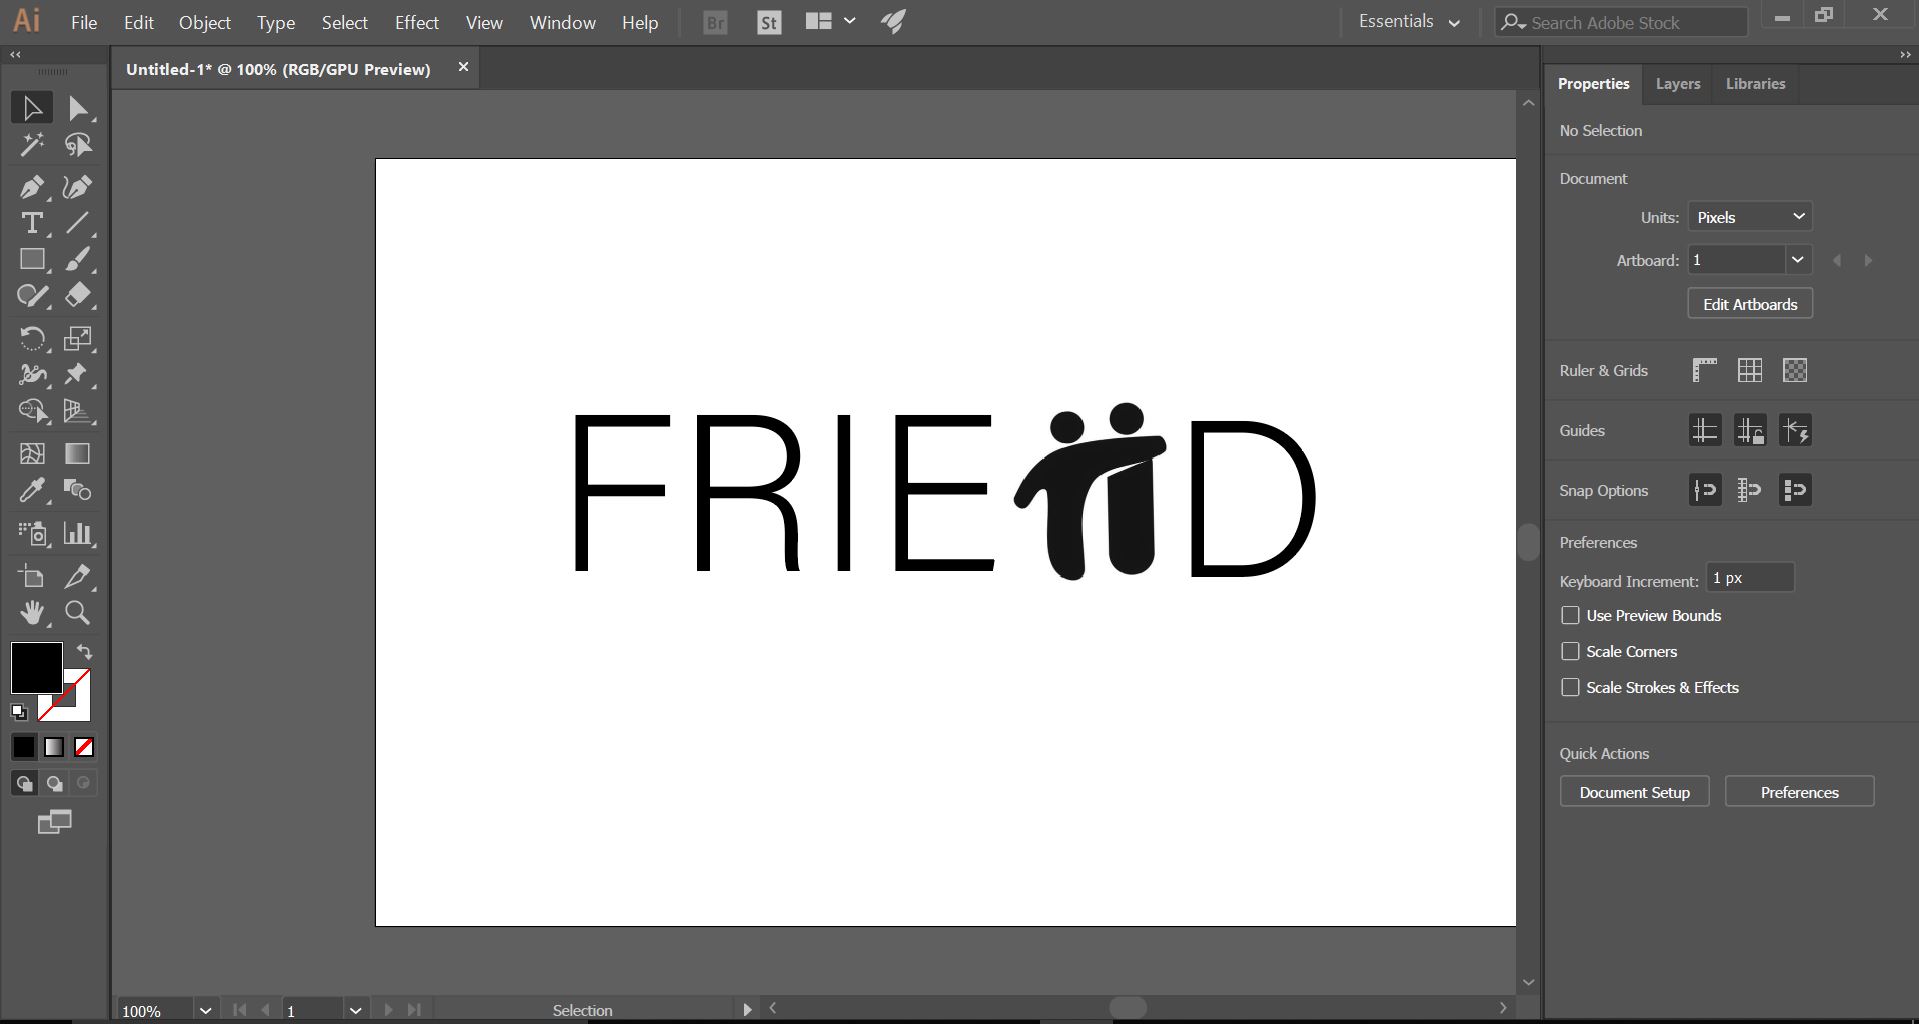 Ai File Edit Object Type Select Effect View Window Help Br St Essentials Search Adobe Stock
Untitled-1* @ 100% (RGB/GPU Preview)
Properties Layers Libraries
No Selection
Document
Units: Pixels
Artboard: 1
Edit Artboards
Ruler & Grids
Guides
Snap Options
Preferences
Keyboard Increment: 1 px
Use Preview Bounds
Scale Corners
Scale Strokes & Effects
Quick Actions
Document Setup Preferences
T
FRIEND
100% 1 Selection